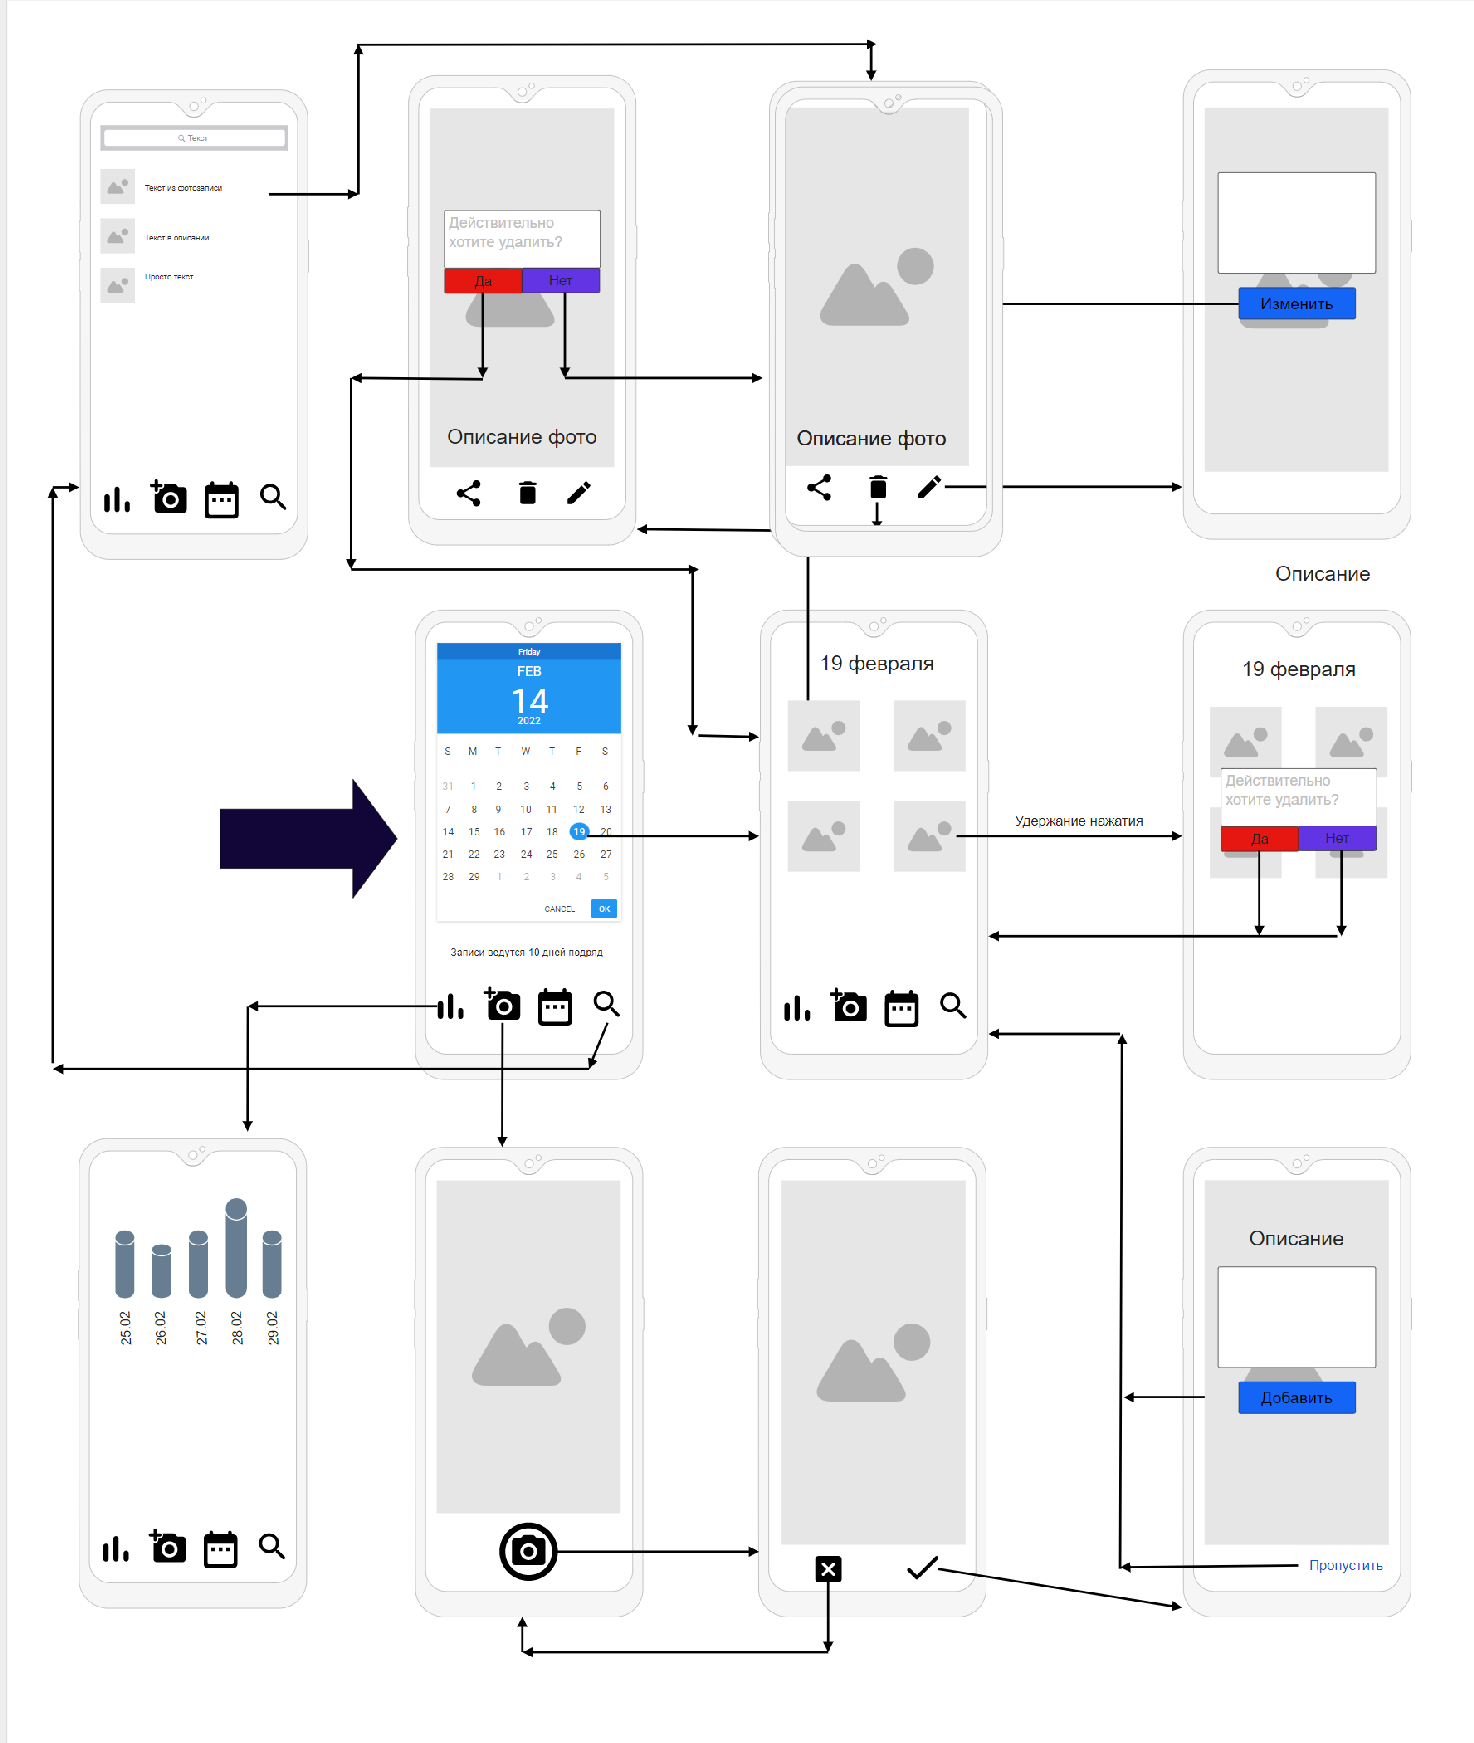 Текст
Текст из фотозаписи
Текст в описании
Просто текст
Действительно
хотите удалить?
Да
Нет
Описание фото
Описание фото
Изменить
Описание
Friday
FEB
14
2022
S M T W T F S
31 1 2 3 4 5 6
7 8 9 10 11 12 13
14 15 16 17 18 19 20
21 22 23 24 25 26 27
28 29 1 2 3 4 5
CANCEL OK
Записи ведутся 10 дней подряд
19 февраля
Удержание нажатия
19 февраля
Действительно
хотите удалить?
Да
Нет
25.02
26.02
27.02
28.02
29.02
Описание
Добавить
Пропустить